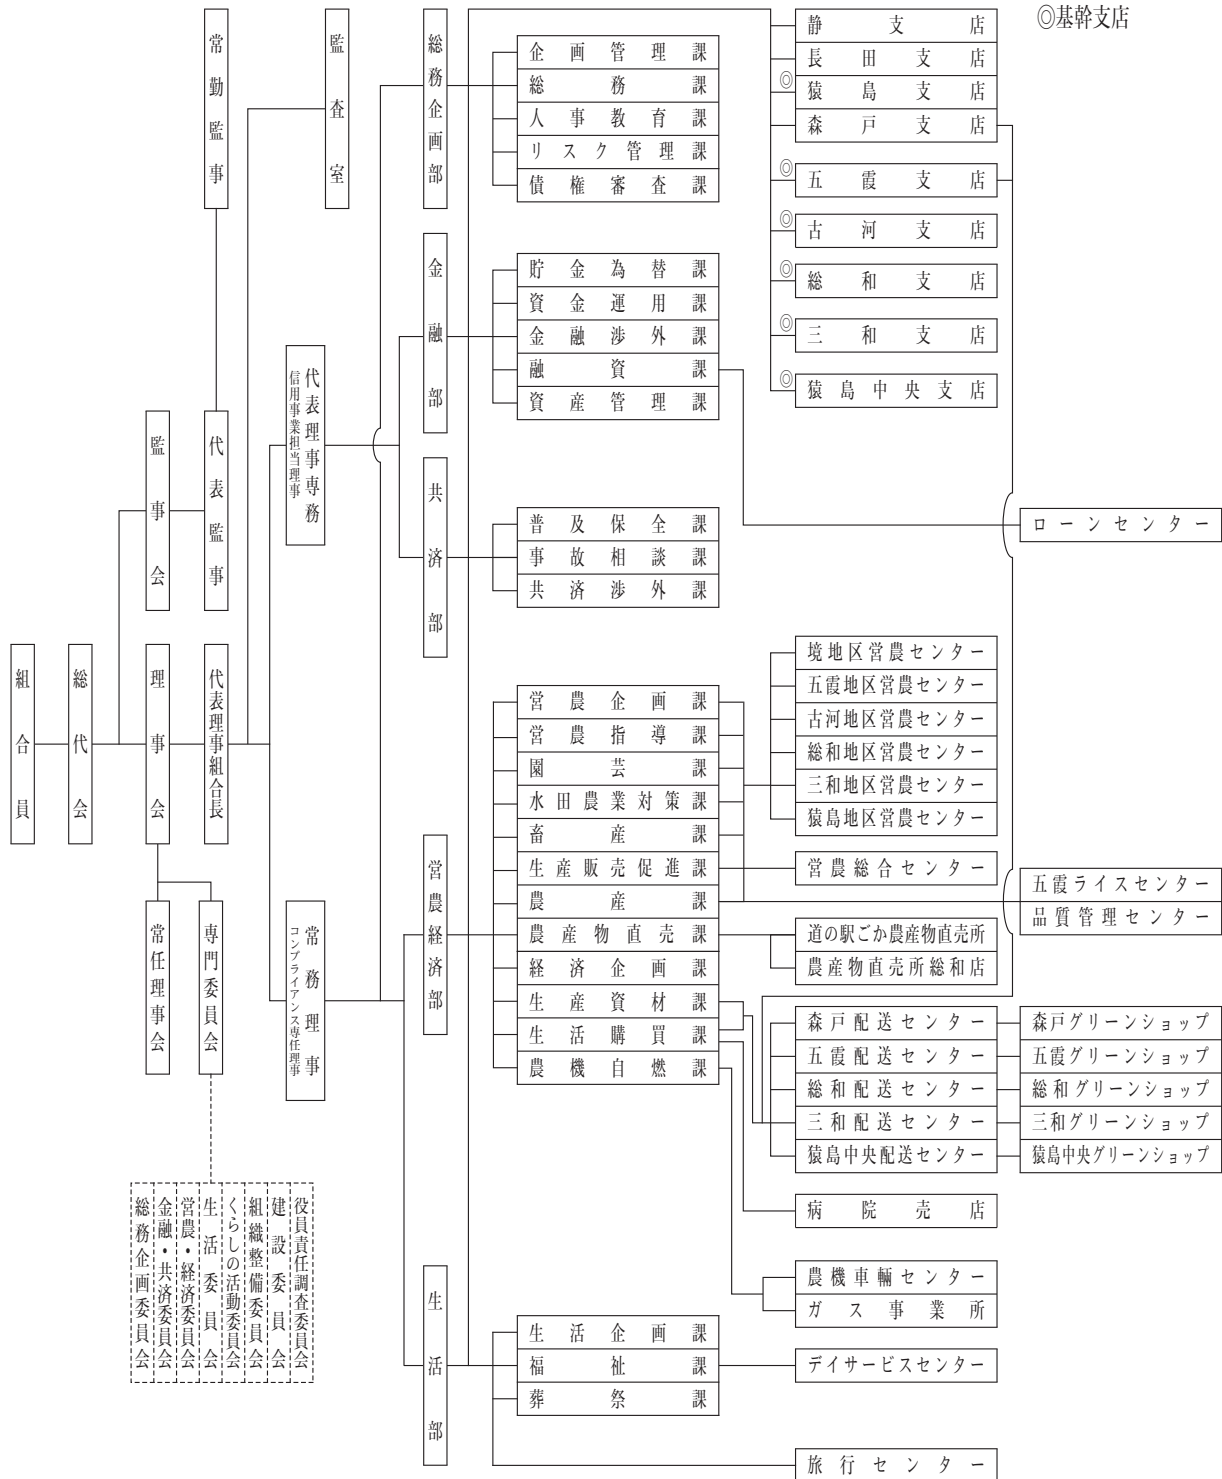 ◎基幹支店
組合員
総代会
監事会
理事会
常勤監事
代表監事
代表理事組合長
常任理事会
専門委員会
総務企画委員会
金融・共済委員会
営農・経済委員会
生活委員会
くらしの活動委員会
組織整備委員会
建設委員会
役員責任調査委員会
監査室
代表理事専務
信用事業担当理事
常務理事
コンプライアンス専任理事
総務企画部
企画管理課
総務課
人事教育課
リスク管理課
債権審査課
金融部
貯金為替課
資金運用課
金融渉外課
融資課
資産管理課
共済部
普及保全課
事故相談課
共済渉外課
営農経済部
営農企画課
営農指導課
園芸課
水田農業対策課
畜産課
生産販売促進課
農産課
農産物直売課
経済企画課
生産資材課
生活購買課
農機自燃課
生活部
生活企画課
福祉課
葬祭課
静支店
長田支店
◎猿島支店
森戸支店
◎五霞支店
◎古河支店
◎総和支店
◎三和支店
◎猿島中央支店
ローンセンター
境地区営農センター
五霞地区営農センター
古河地区営農センター
総和地区営農センター
三和地区営農センター
猿島地区営農センター
営農総合センター
五霞ライスセンター
品質管理センター
道の駅ごか農産物直売所
農産物直売所総和店
森戸配送センター
森戸グリーンショップ
五霞配送センター
五霞グリーンショップ
総和配送センター
総和グリーンショップ
三和配送センター
三和グリーンショップ
猿島中央配送センター
猿島中央グリーンショップ
病院売店
農機車輛センター
ガス事業所
デイサービスセンター
旅行センター